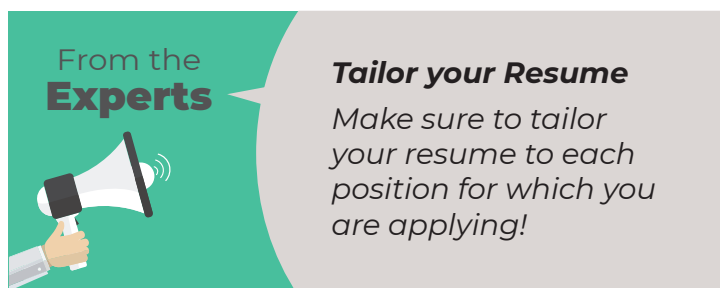 From the
Experts
Tailor your Resume
Make sure to tailor
your resume to each
position for which you
are applying!